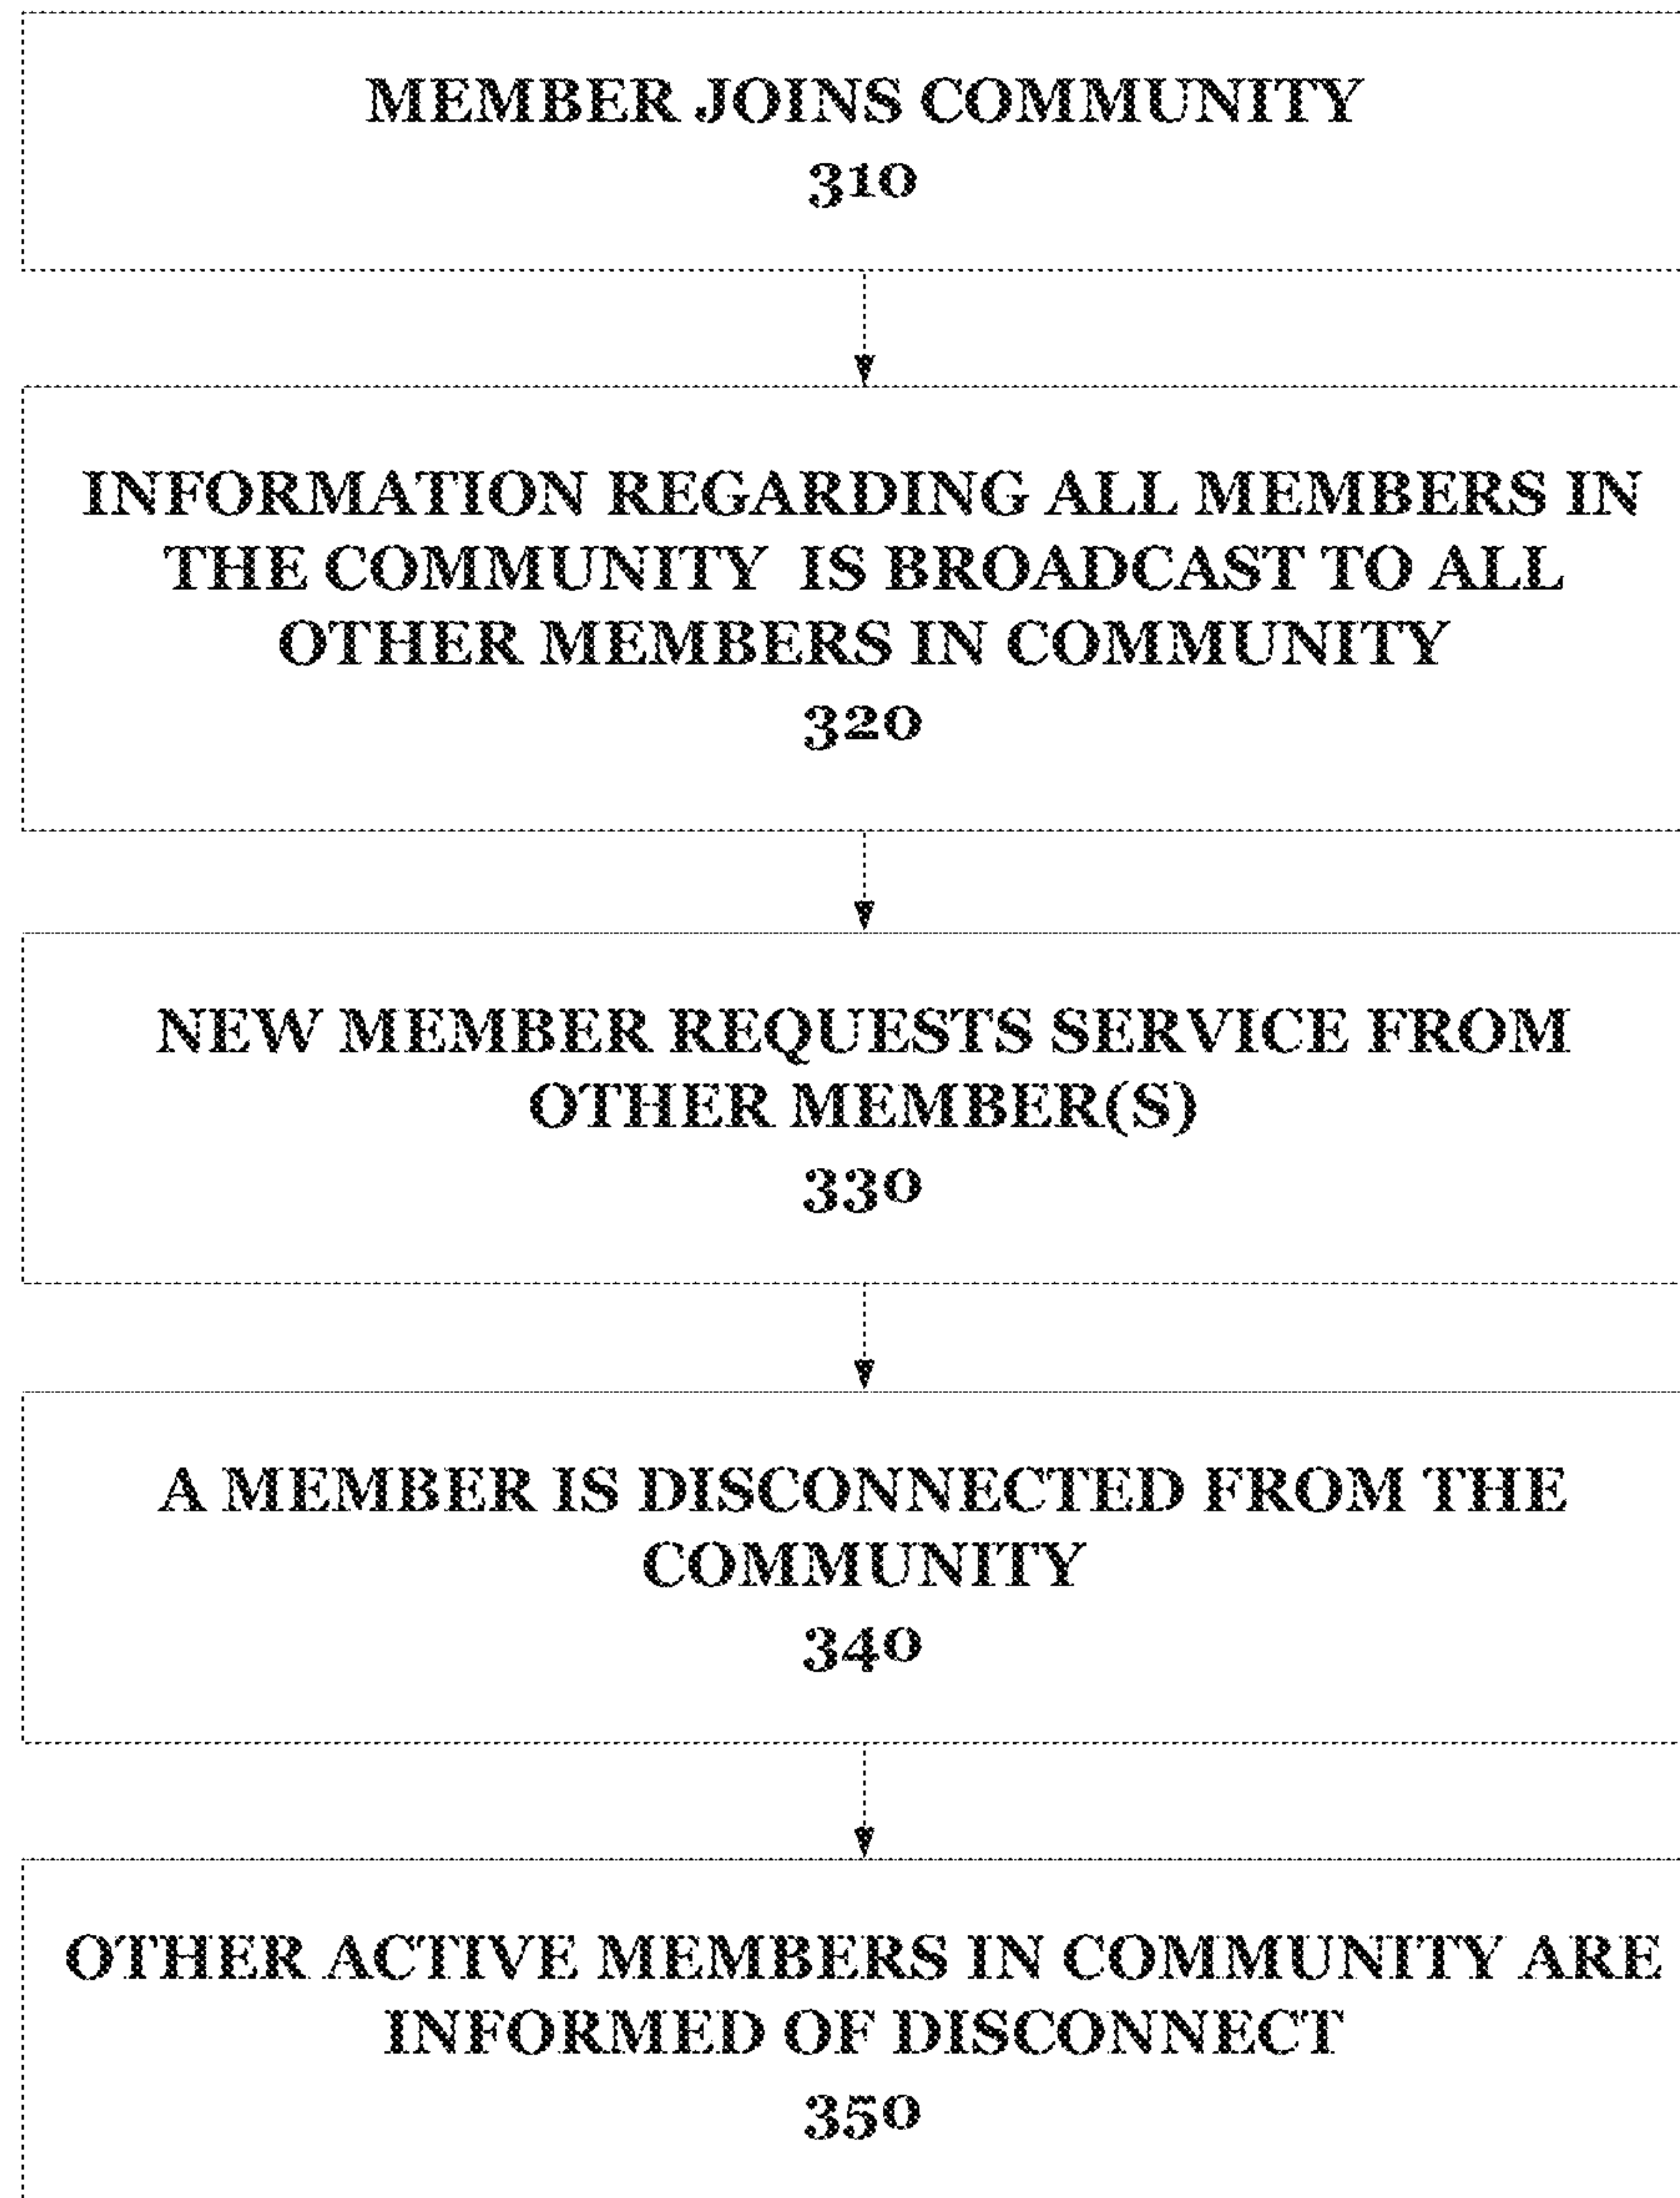 MEMBER JOINS COMMUNITY
310
INFORMATION REGARDING ALL MEMBERS IN
THE COMMUNITY IS BROADCAST TO ALL
OTHER MEMBERS IN COMMUNITY
320
NEW MEMBER REQUESTS SERVICE FROM
OTHER MEMBER(S)
330
A MEMBER IS DISCONNECTED FROM THE
COMMUNITY
340
OTHER ACTIVE MEMBERS IN COMMUNITY ARE
INFORMED OF DISCONNECT
350